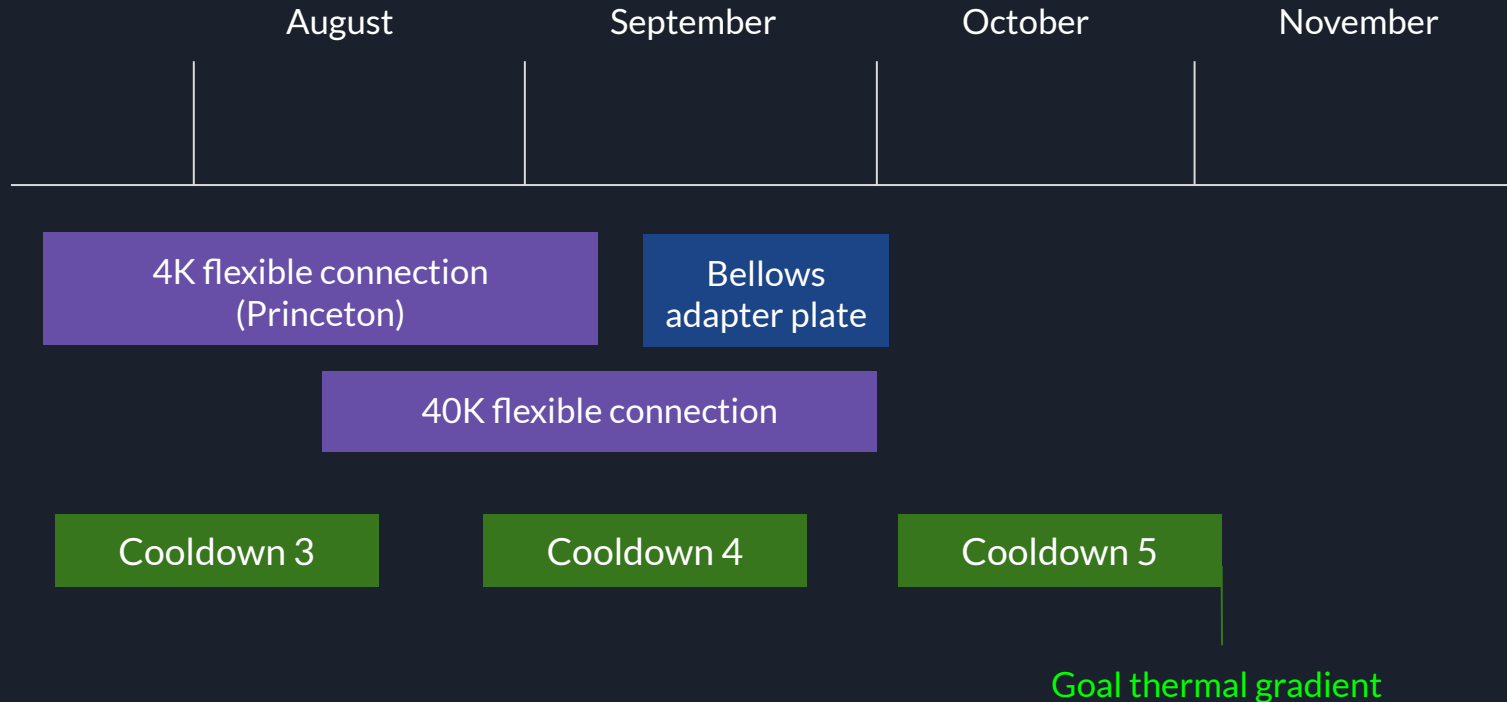 August
September
October
November
4K flexible connection
(Princeton)
Bellows
adapter plate
40K flexible connection
Cooldown 3
Cooldown 4
Cooldown 5
Goal thermal gradient